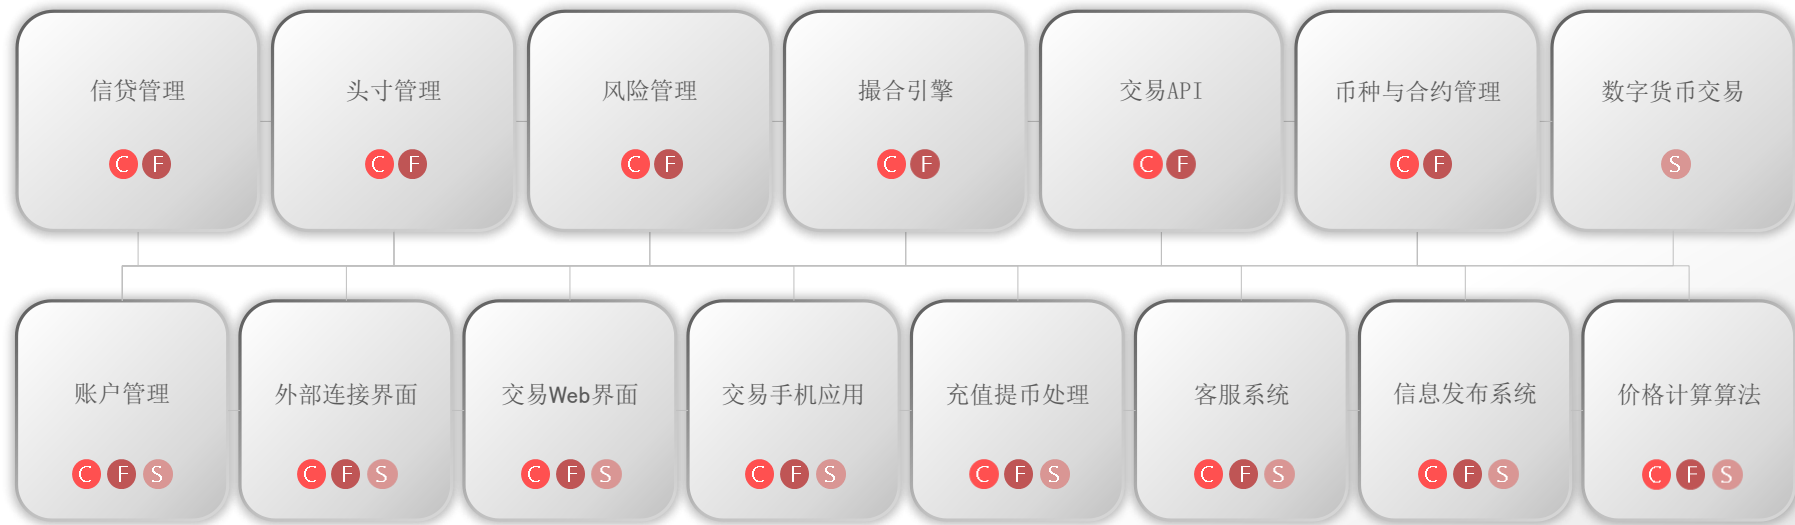 信贷管理
C F
头寸管理
C F
风险管理
C F
撮合引擎
C F
交易API
C F
币种与合约管理
C F
数字货币交易
S
账户管理
C F S
外部连接界面
C F S
交易Web界面
C F S
交易手机应用
C F S
充值提币处理
C F S
客服系统
C F S
信息发布系统
C F S
价格计算算法
C F S